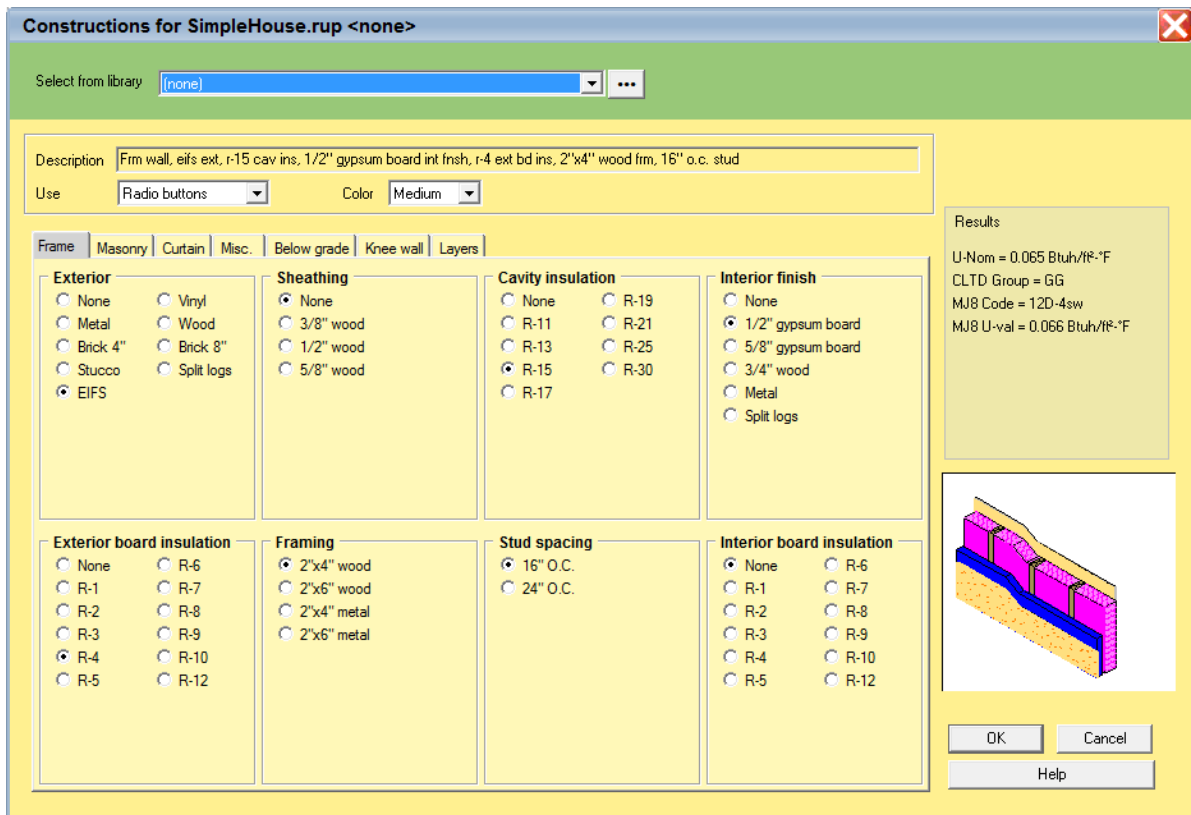 Constructions for SimpleHouse.rup <none>
Select from library (none) ...
Description Frm wall, eifs ext, r-15 cav ins, 1/2" gypsum board int fnsh, r-4 ext bd ins, 2"x4" wood frm, 16" o.c. stud
Use Radio buttons Color Medium
Frame Masonry Curtain Misc. Below grade Knee wall Layers
Exterior
None Vinyl
Metal Wood
Brick 4" Brick 8"
Stucco Split logs
EIFS
Sheathing
None
3/8" wood
1/2" wood
5/8" wood
Cavity insulation
None R-19
R-11 R-21
R-13 R-25
R-15 R-30
R-17
Interior finish
None
1/2" gypsum board
5/8" gypsum board
3/4" wood
Metal
Split logs
Exterior board insulation
None R-6
R-1 R-7
R-2 R-8
R-3 R-9
R-4 R-10
R-5 R-12
Framing
2"x4" wood
2"x6" wood
2"x4" metal
2"x6" metal
Stud spacing
16" O.C.
24" O.C.
Interior board insulation
None R-6
R-1 R-7
R-2 R-8
R-3 R-9
R-4 R-10
R-5 R-12
Results
U-Nom = 0.065 Btuh/ft²-°F
CLTD Group = GG
MJ8 Code = 12D-4sw
MJ8 U-val = 0.066 Btuh/ft²-°F
OK Cancel
Help